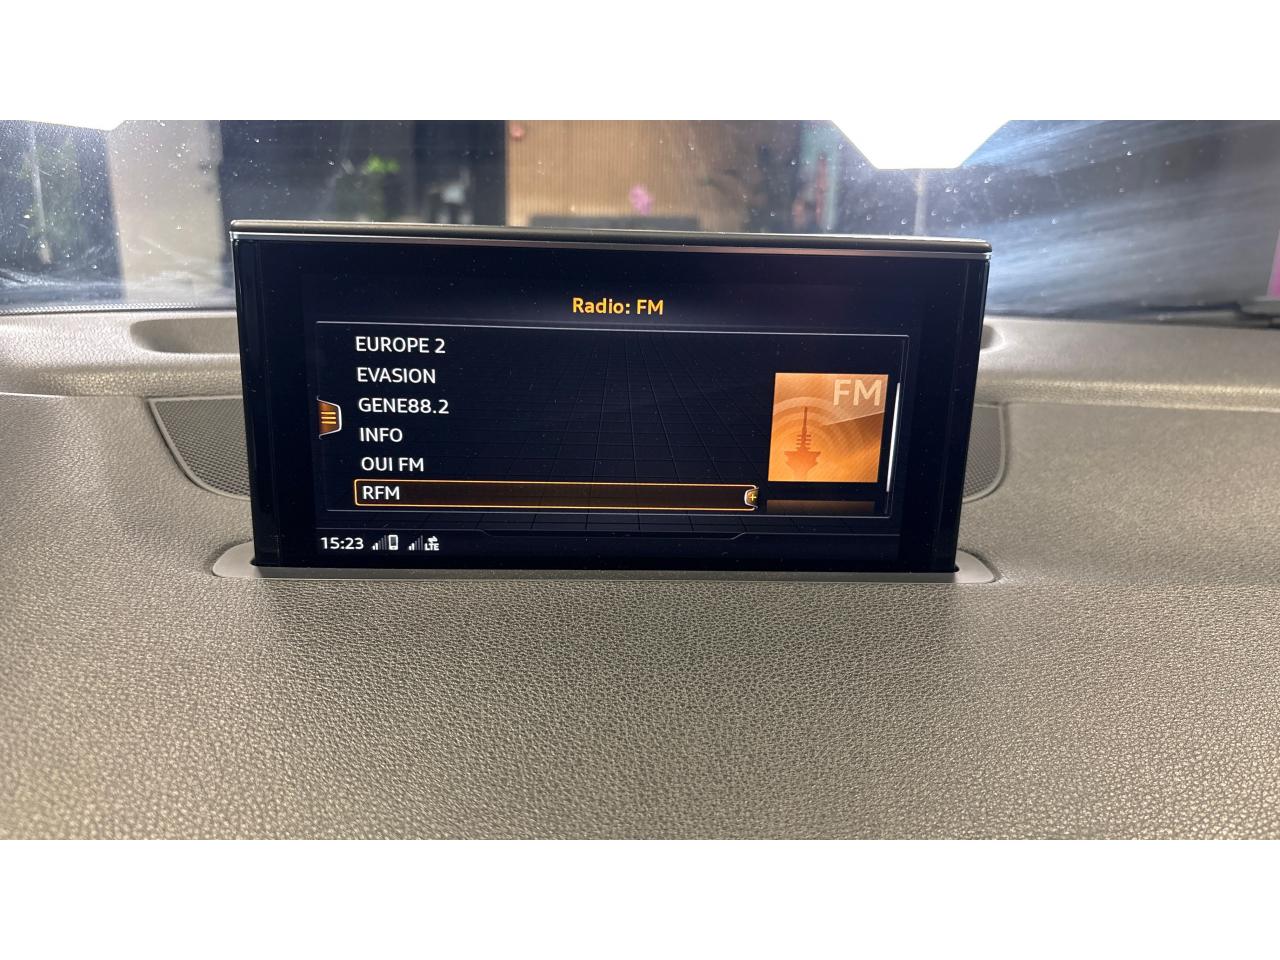 Radio: FM
EUROPE 2
EVASION
GENE88.2
INFO
OUI FM
RFM
FM
15:23
LTE